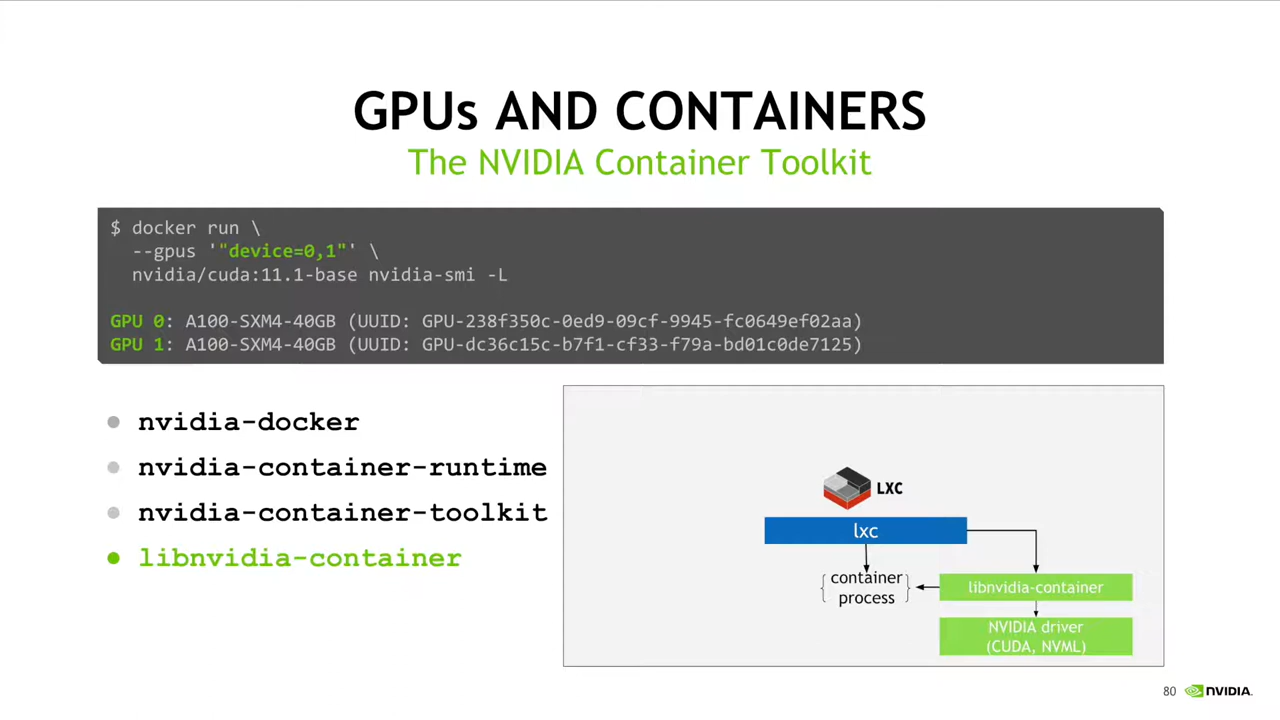 GPUs AND CONTAINERS
The NVIDIA Container Toolkit
$ docker run \
--gpus '"device=0,1"' \
nvidia/cuda:11.1-base nvidia-smi -L
GPU 0: A100-SXM4-40GB (UUID: GPU-238f350c-0ed9-09cf-9945-fc0649ef02aa)
GPU 1: A100-SXM4-40GB (UUID: GPU-dc36c15c-b7f1-cf33-f79a-bd01c0de7125)
● nvidia-docker
● nvidia-container-runtime
● nvidia-container-toolkit
● libnvidia-container
LXC
lxc
container
process
libnvidia-container
NVIDIA driver
(CUDA, NVML)
80 NVIDIA.